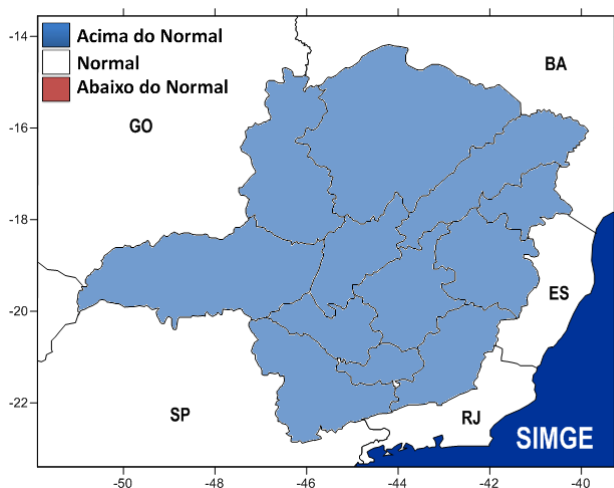 Acima do Normal
Normal
Abaixo do Normal
-14
BA
-16
GO
-18
ES
-20
-22
SP
RJ
SIMGE
-50 -48 -46 -44 -42 -40